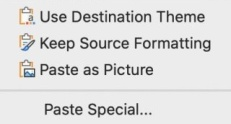 Use Destination Theme
Keep Source Formatting
Paste as Picture
Paste Special...